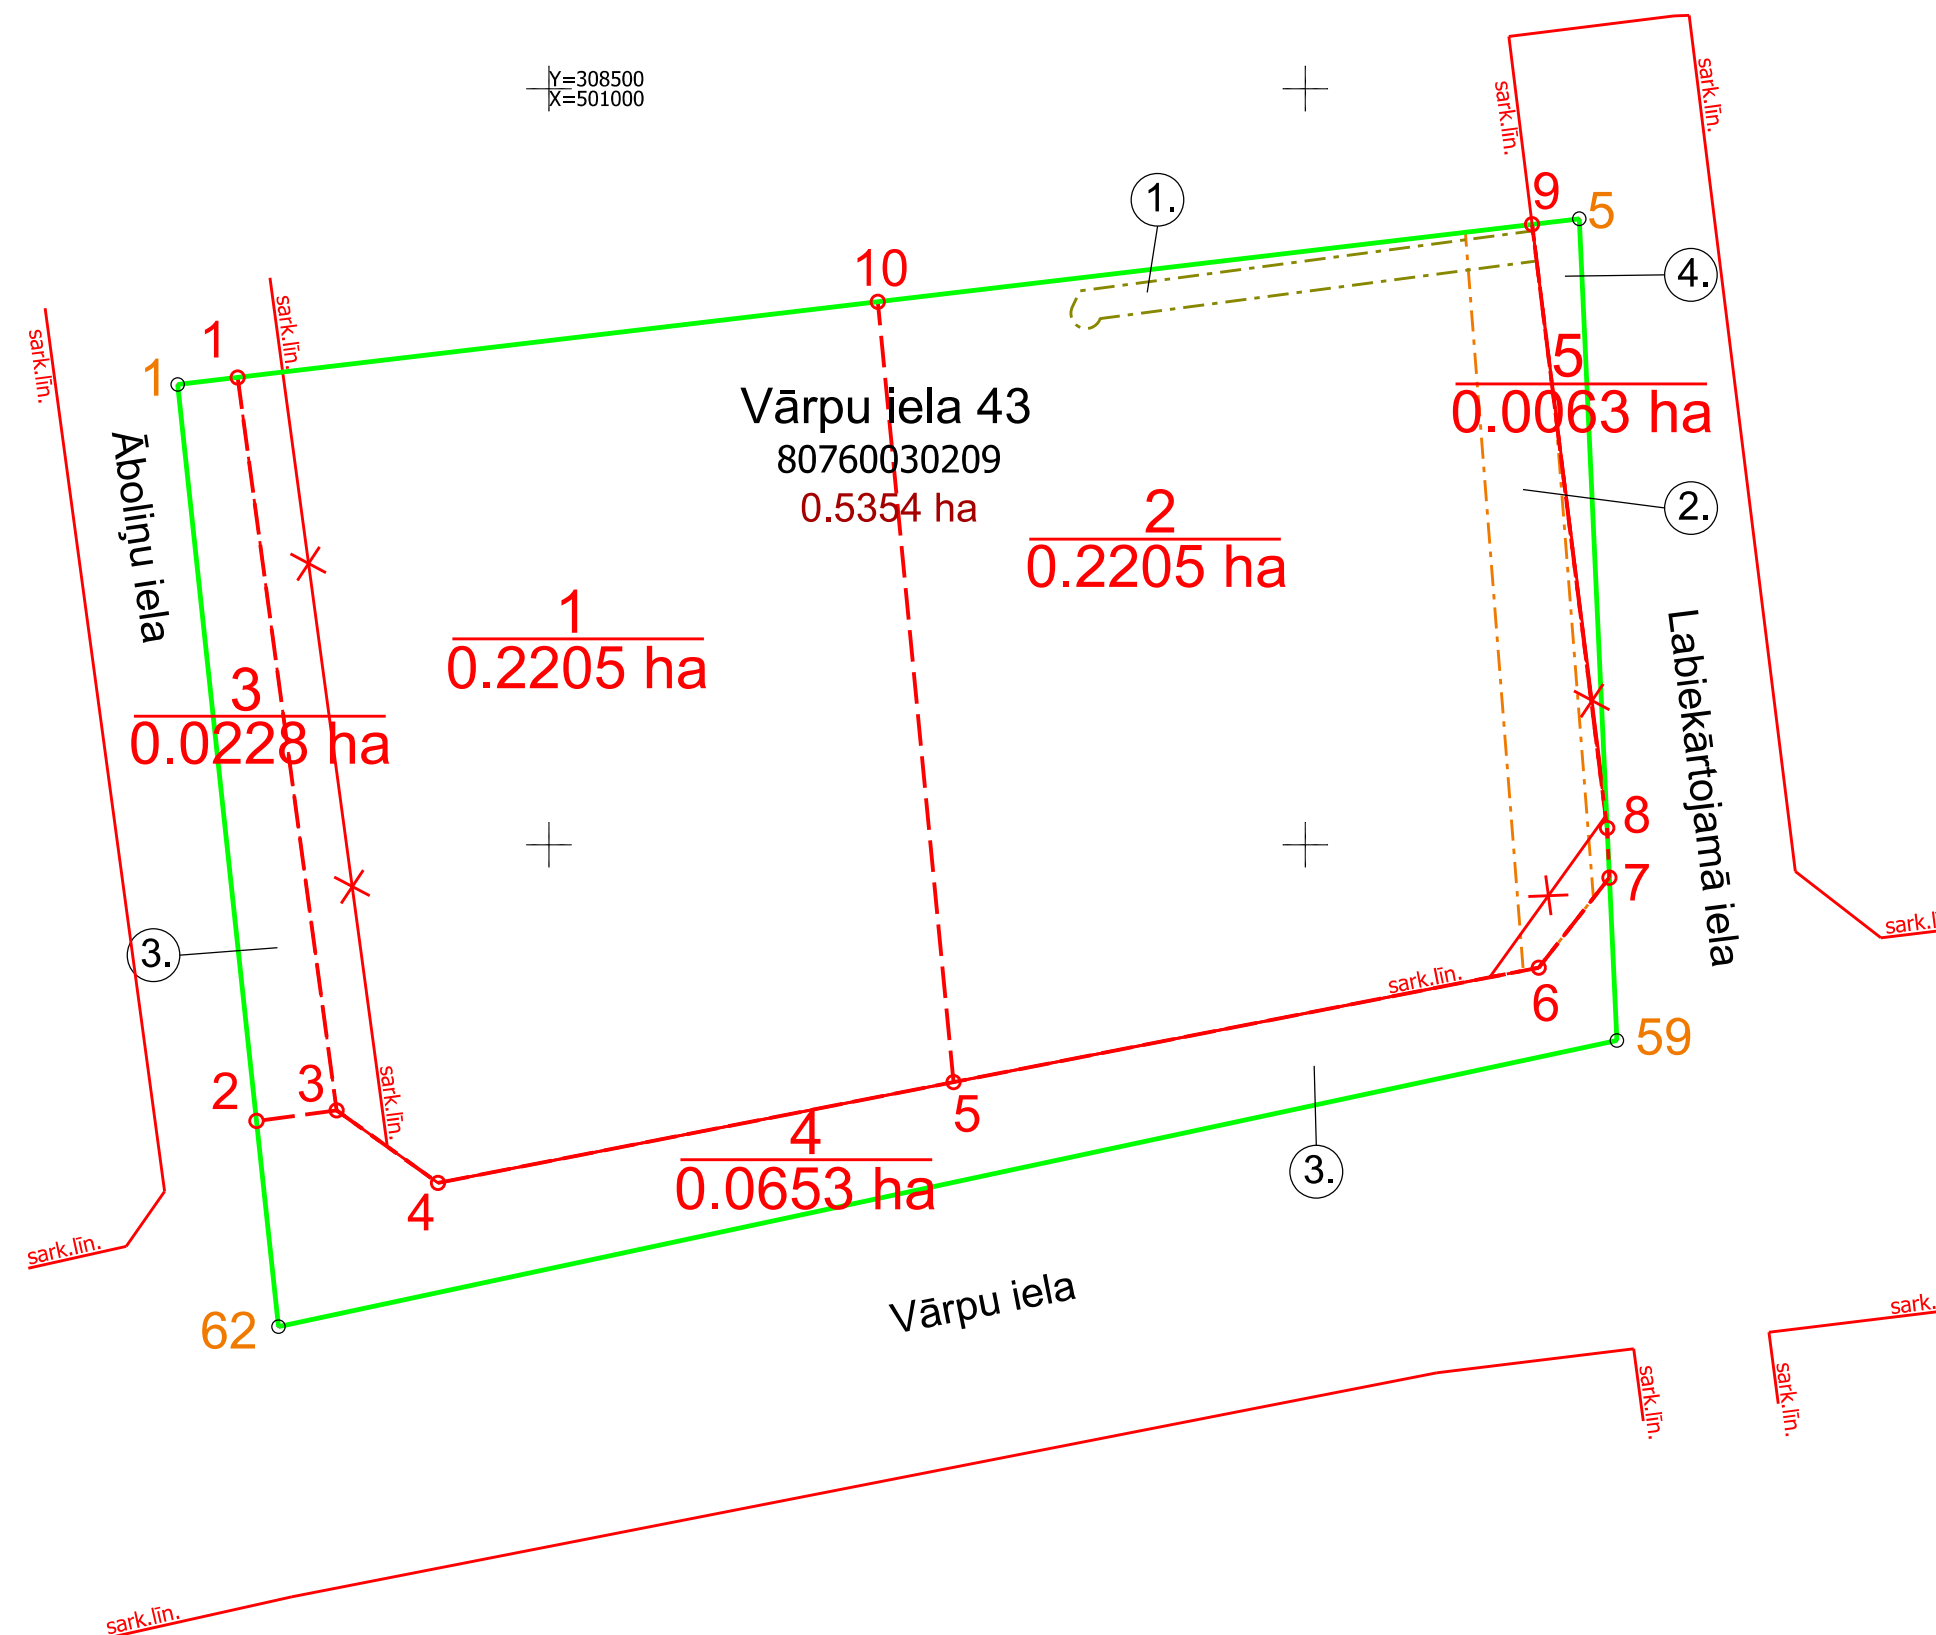 Y=308500
X=501000
sark.līn.
sark.līn.
9
5
1.
10
4.
sark.līn.
sark.līn.
1
1
5
0.0063 ha
Vārpu iela 43
80760030209
0.5354 ha
Āboliņu iela
2
0.2205 ha
2.
1
0.2205 ha
3
0.0228 ha
Labiekārtojamā iela
8
7
3.
sark.līn.
sark.l
6
59
2
3
sark.līn.
5
4
0.0653 ha
3.
4
sark.līn.
62
Vārpu iela
sark.
sark.līn.
sark.līn.
sark.līn.